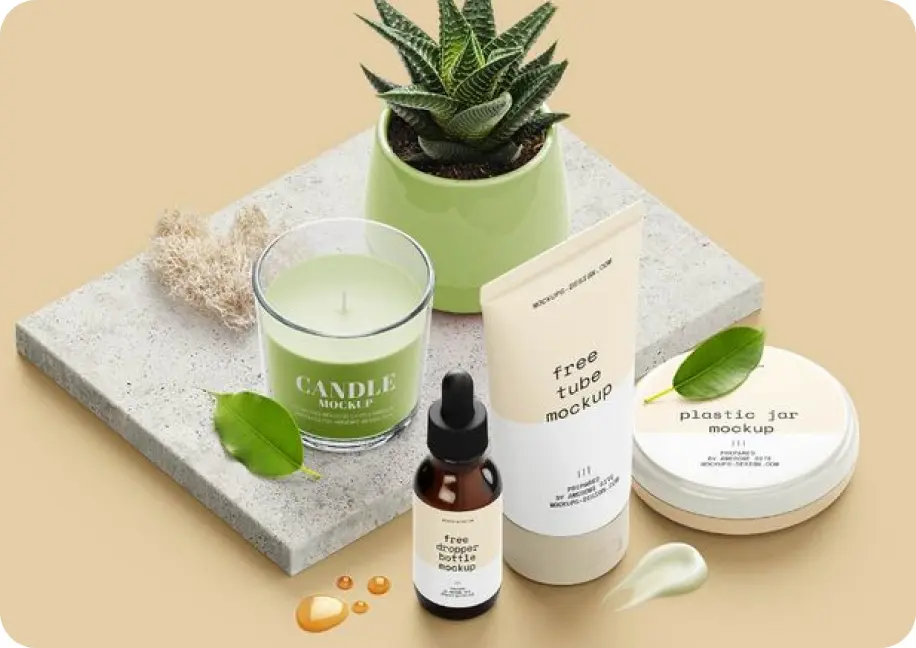 MOCKUPS-DESIGN.COM
free
tube
mockup
PREPARED
BY AWESOME SITE
MOCKUPS-DESIGN.COM
CANDLE
MOCKUP
plastic jar
mockup
PREPARED
BY AWESOME SITE
MOCKUPS-DESIGN.COM
free
dropper
bottle
mockup